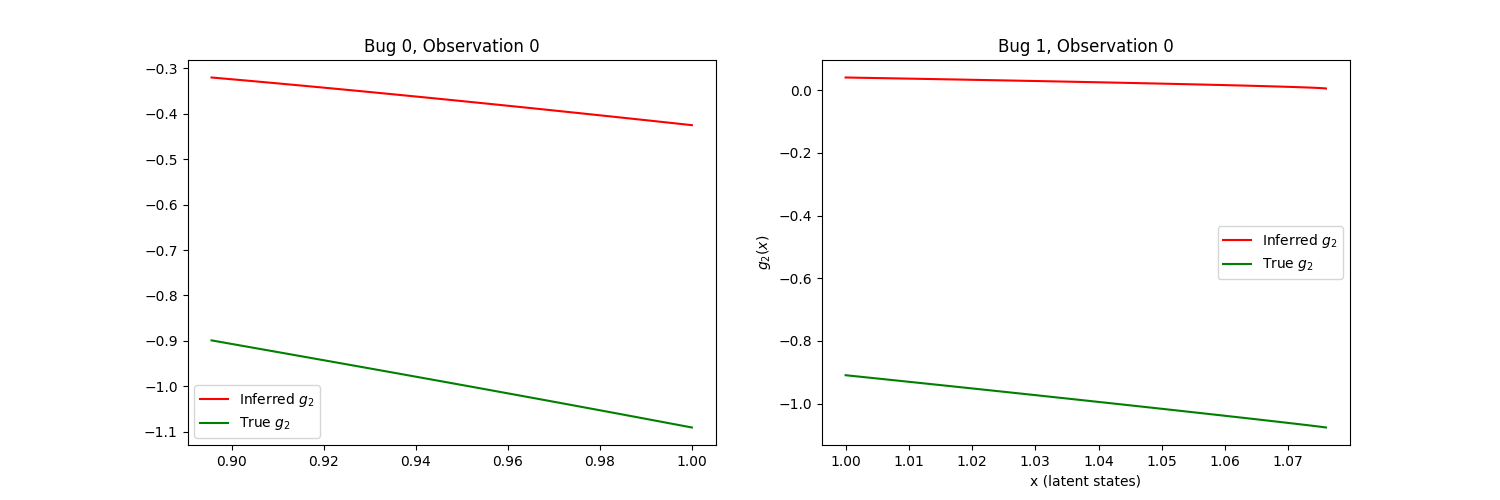 Bug 0, Observation 0
−0.3
−0.4
−0.5
−0.6
−0.7
−0.8
−0.9
−1.0
−1.1
Inferred g₂
True g₂
0.90 0.92 0.94 0.96 0.98 1.00
Bug 1, Observation 0
0.0
−0.2
−0.4
−0.6
−0.8
−1.0
g₂(x)
Inferred g₂
True g₂
1.00 1.01 1.02 1.03 1.04 1.05 1.06 1.07
x (latent states)